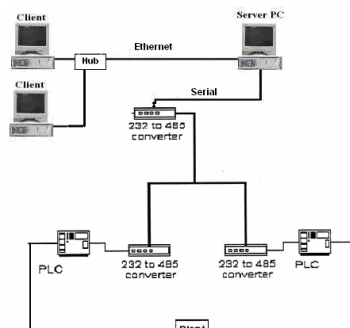 Client
Server PC
Ethernet
Hub
Client
Serial
232 to 485
converter
PLC
232 to 485
converter
232 to 485
converter
PLC
Plant